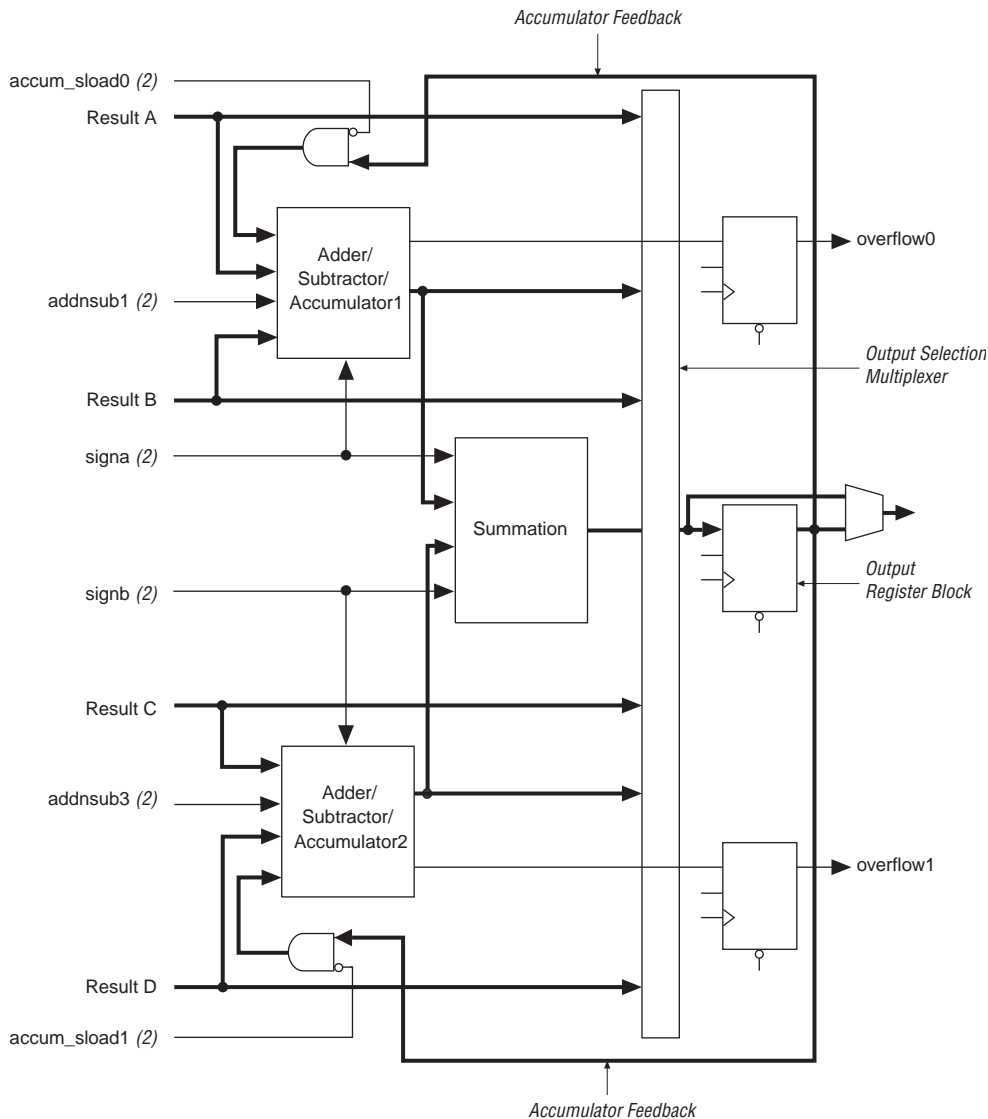 Accumulator Feedback
accum_sload0 (2)
Result A
Adder/
Subtractor/
Accumulator1
overflow0
addnsub1 (2)
Output Selection
Multiplexer
Result B
signa (2)
Summation
signb (2)
Output
Register Block
Result C
Adder/
Subtractor/
Accumulator2
addnsub3 (2)
overflow1
Result D
accum_sload1 (2)
Accumulator Feedback